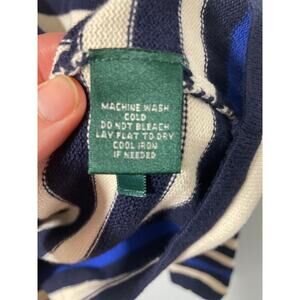 MACHINE WASH
COLD
DO NOT BLEACH
LAY FLAT TO DRY
COOL IRON
IF NEEDED